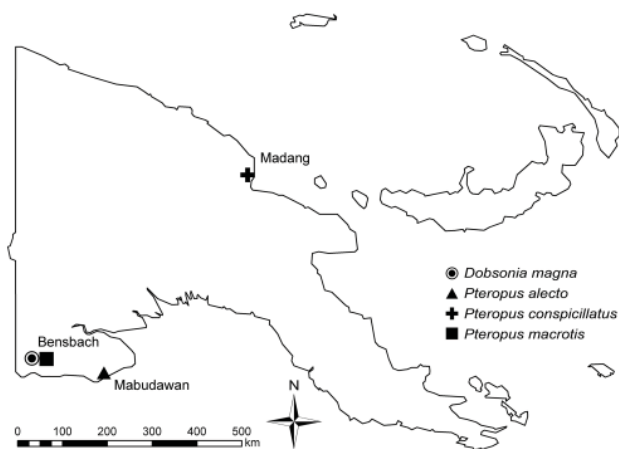 Madang
Dobsonia magna
Pteropus alecto
Pteropus conspicillatus
Pteropus macrotis
Bensbach
Mabudawan
N
0 100 200 300 400 500
km